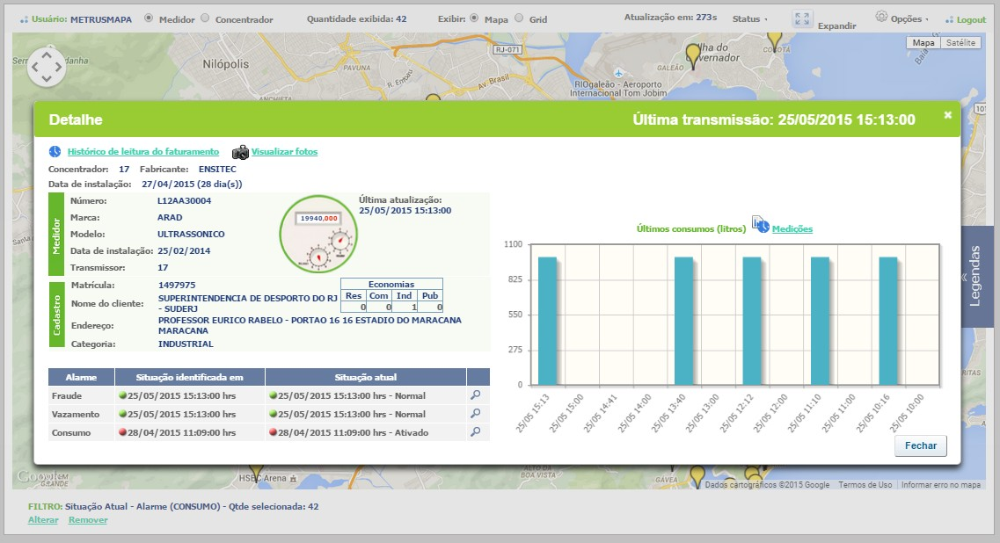 Usuário: METRUSMAPA Medidor Concentrador Quantidade exibida: 42 Exibir: Mapa Grid Atualização em: 273s Status Expandir Opções Logout
Mapa Satélite
Nilópolis
PAVUNA
RJ-071
Av. Brasil
Ilha do
Governador
COCOTÁ
GALEÃO
RIOgaleão - Aeroporto
Internacional Tom Jobim
ANCHIETA
Detalhe Última transmissão: 25/05/2015 15:13:00
Histórico de leitura do faturamento Visualizar fotos
Concentrador: 17 Fabricante: ENSITEC
Data de instalação: 27/04/2015 (28 dia(s))
Medidor
Número: L12AA30004
Marca: ARAD
Modelo: ULTRASSONICO
Data de instalação: 25/02/2014
Transmissor: 17
19940,000
Última atualização:
25/05/2015 15:13:00
Cadastro
Matrícula: 1497975
Nome do cliente: SUPERINTENDENCIA DE DESPORTO DO RJ
- SUDERJ
Endereço: PROFESSOR EURICO RABELO - PORTAO 16 16 ESTADIO DO MARACANA
MARACANA
Categoria: INDUSTRIAL
Economias
Res Com Ind Pub
0 0 1 0
Alarme Situação identificada em Situação atual
Fraude 25/05/2015 15:13:00 hrs 25/05/2015 15:13:00 hrs - Normal
Vazamento 25/05/2015 15:13:00 hrs 25/05/2015 15:13:00 hrs - Normal
Consumo 28/04/2015 11:09:00 hrs 28/04/2015 11:09:00 hrs - Ativado
Últimos consumos (litros) Medições
1100
825
550
275
0
25/05 15:13 25/05 15:00 25/05 14:41 25/05 14:00 25/05 13:40 25/05 13:00 25/05 12:12 25/05 12:00 25/05 11:10 25/05 11:00 25/05 10:16 25/05 10:00
Fechar
« Legendas
Google
GRANDE
HSBC Arena
ALTO DA
BOA VISTA
GÁVEA
Dados cartográficos ©2015 Google Termos de Uso Informar erro no mapa
FILTRO: Situação Atual - Alarme (CONSUMO) - Qtde selecionada: 42
Alterar Remover